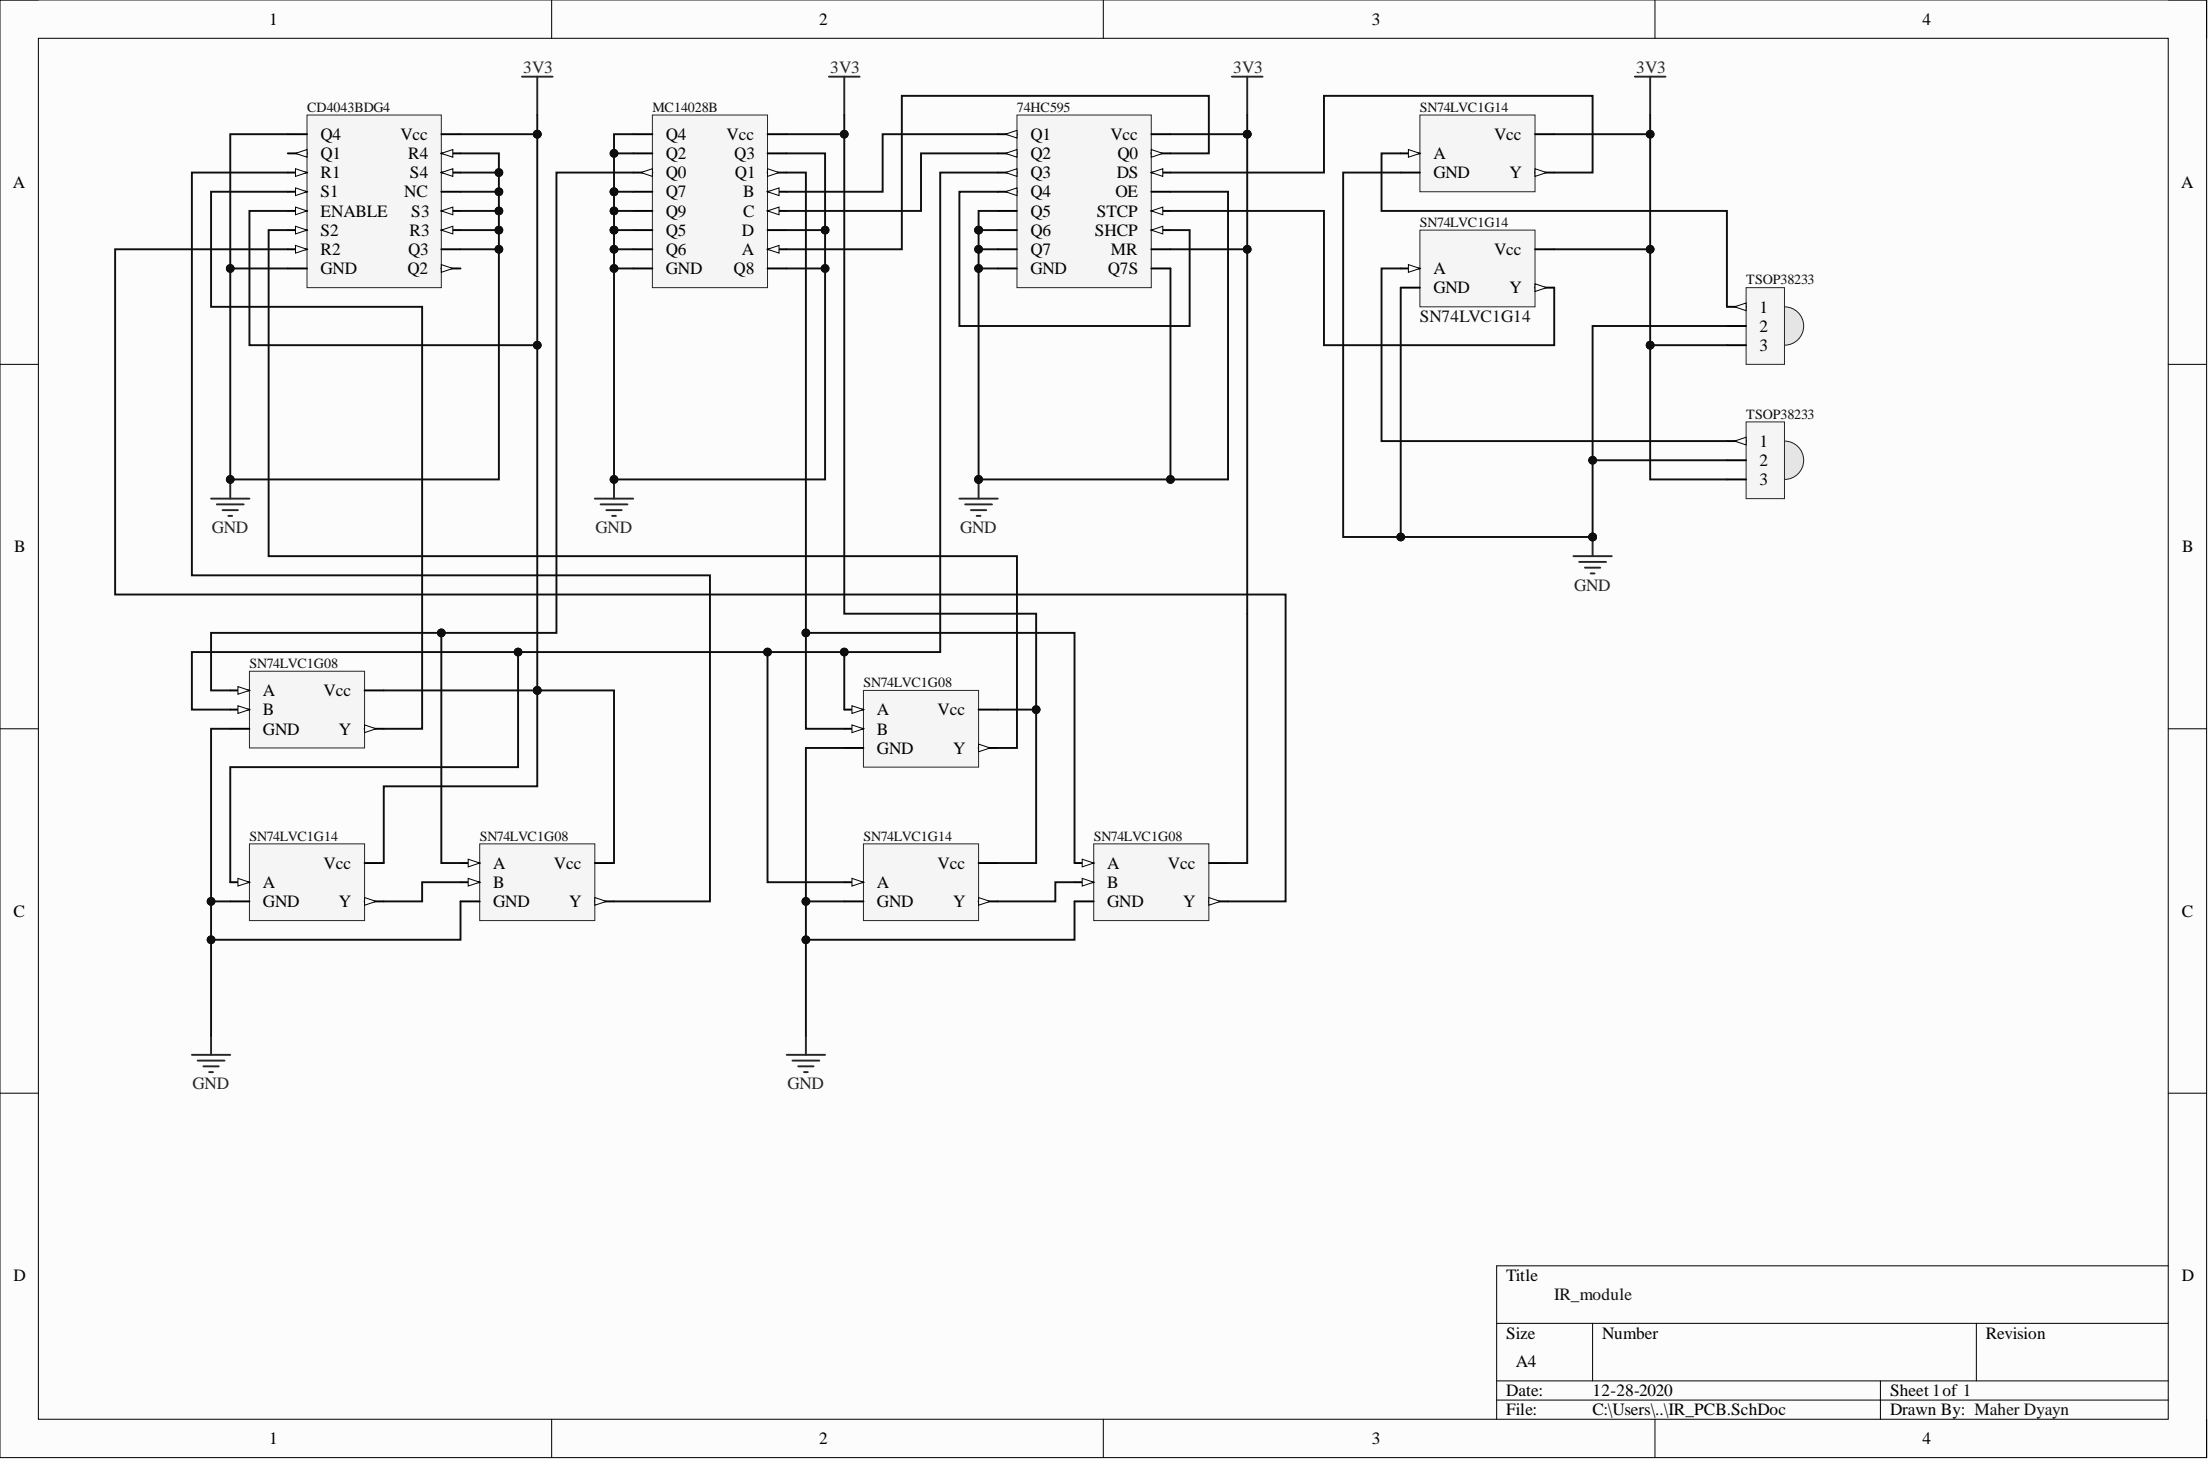 1 2 3 4
3V3 3V3 3V3 3V3
CD4043BDG4
Q4 Vcc
Q1 R4
R1 S4
S1 NC
ENABLE S3
S2 R3
R2 Q3
GND Q2
MC14028B
Q4 Vcc
Q2 Q3
Q0 Q1
Q7 B
Q9 C
Q5 D
Q6 A
GND Q8
74HC595
Q1 Vcc
Q2 Q0
Q3 DS
Q4 OE
Q5 STCP
Q6 SHCP
Q7 MR
GND Q7S
SN74LVC1G14
Vcc
A
GND Y
SN74LVC1G14
Vcc
A
GND Y
SN74LVC1G14
TSOP38233
1
2
3
TSOP38233
1
2
3
A A
GND GND GND
GND
B B
SN74LVC1G08
A Vcc
B
GND Y
SN74LVC1G08
A Vcc
B
GND Y
SN74LVC1G14
Vcc
A
GND Y
SN74LVC1G08
A Vcc
B
GND Y
SN74LVC1G14
Vcc
A
GND Y
SN74LVC1G08
A Vcc
B
GND Y
C C
GND GND
D D
Title
IR_module
Size Number Revision
A4
Date: 12-28-2020 Sheet 1 of 1
File: C:\Users\..\IR_PCB.SchDoc Drawn By: Maher Dyayn
1 2 3 4